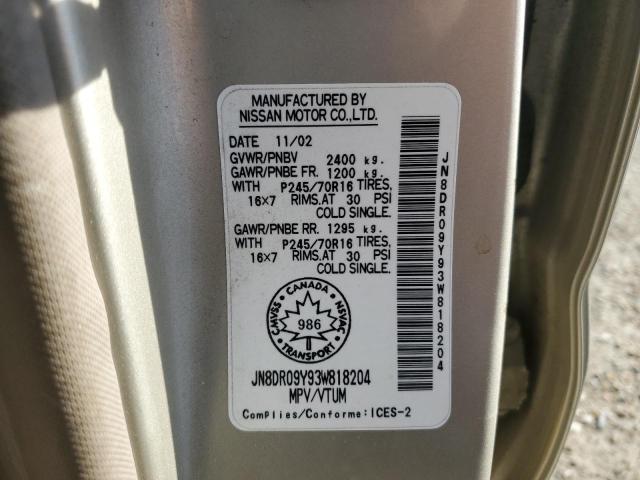 MANUFACTURED BY
NISSAN MOTOR CO.,LTD.
DATE 11/02
GVWR/PNBV 2400 kg.
GAWR/PNBE FR. 1200 kg.
WITH P245/70R16 TIRES,
16×7 RIMS,AT 30 PSI
COLD SINGLE.
GAWR/PNBE RR. 1295 kg.
WITH P245/70R16 TIRES,
16×7 RIMS,AT 30 PSI
COLD SINGLE.
CANADA
CMVSS
NSVAC
986
TRANSPORT
JN8DR09Y93W818204
MPV/VTUM
Complies/Conforme:ICES-2
JN8DR09Y93W818204